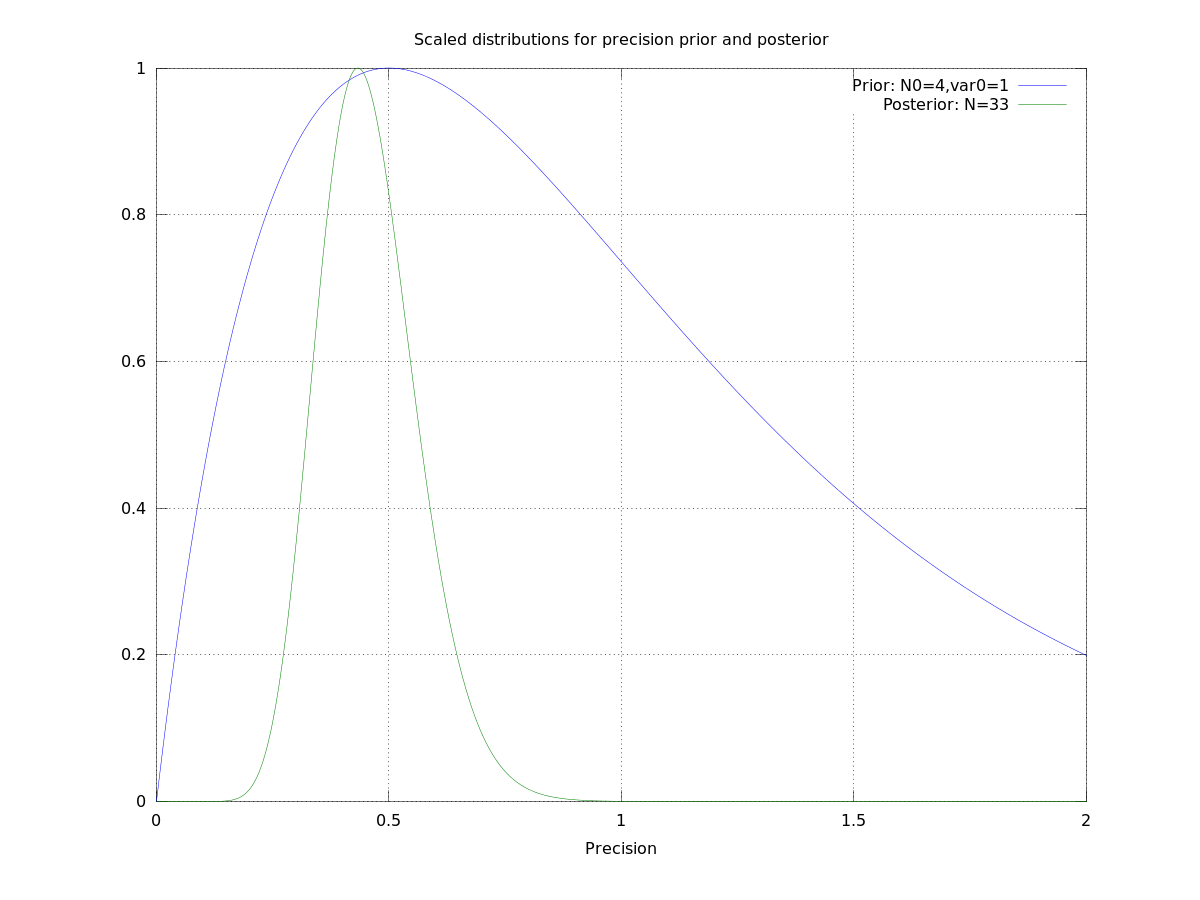 Scaled distributions for precision prior and posterior
Prior: N0=4,var0=1
Posterior: N=33
1
0.8
0.6
0.4
0.2
0
0 0.5 1 1.5 2
Precision